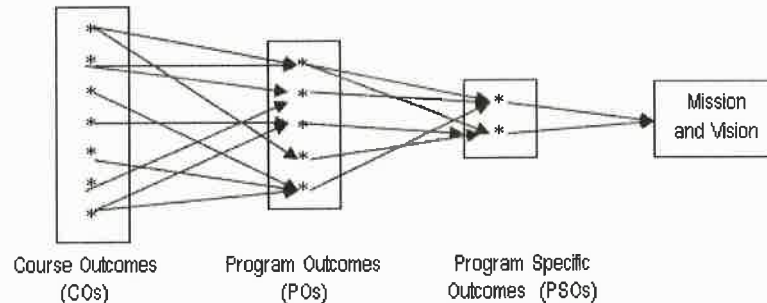 Mission
and Vision
Course Outcomes
(COs)
Program Outcomes
(POs)
Program Specific
Outcomes (PSOs)